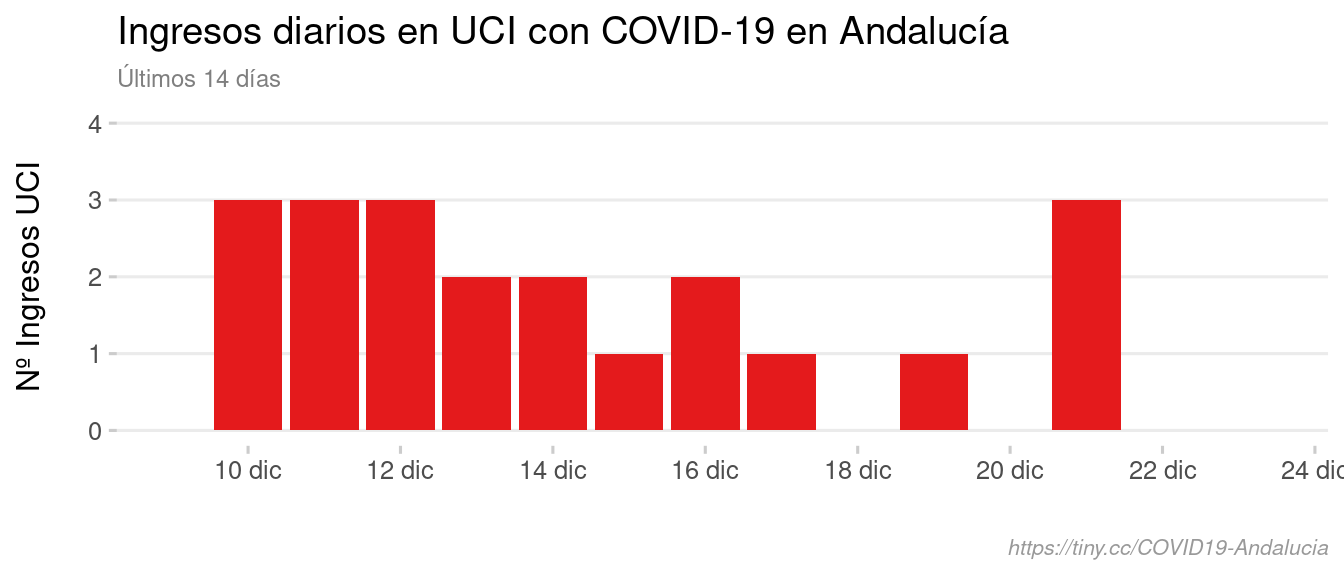 Ingresos diarios en UCI con COVID-19 en Andalucía
Últimos 14 días
Nº Ingresos UCI
4
3
2
1
0
10 dic 12 dic 14 dic 16 dic 18 dic 20 dic 22 dic 24 dic
https://tiny.cc/COVID19-Andalucia